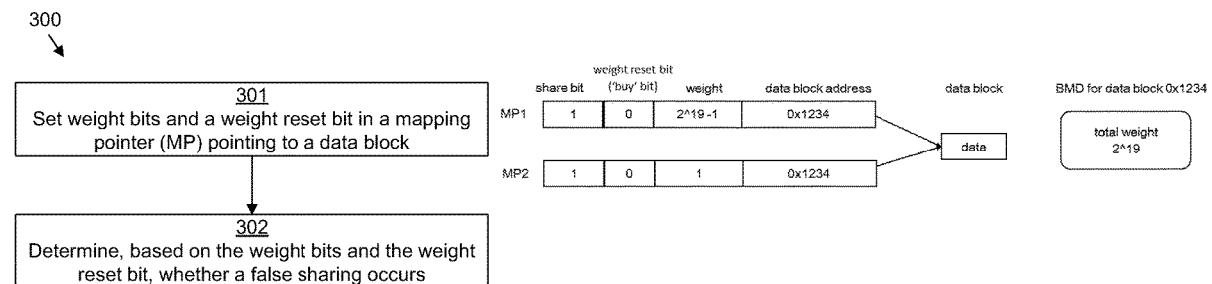 300
301
Set weight bits and a weight reset bit in a mapping
pointer (MP) pointing to a data block
302
Determine, based on the weight bits and the weight
reset bit, whether a false sharing occurs
weight reset bit
share bit ('buy' bit) weight data block address data block BMD for data block 0x1234
MP1 1 0 2^19 -1 0x1234
data
total weight
2^19
MP2 1 0 1 0x1234